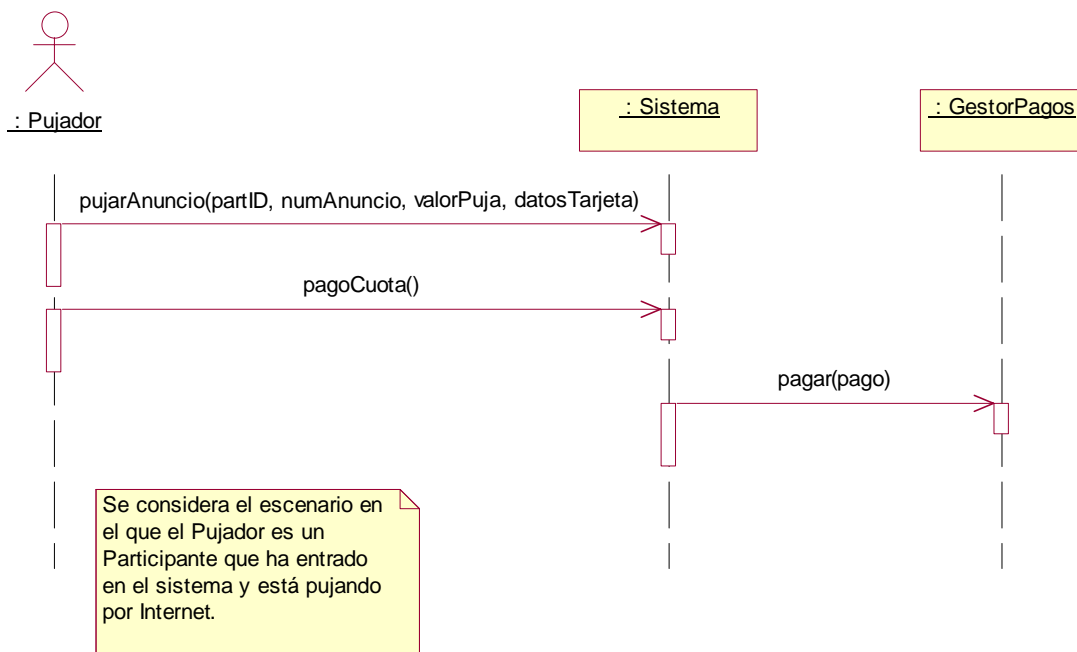 : Pujador
: Sistema
: GestorPagos
pujarAnuncio(partID, numAnuncio, valorPuja, datosTarjeta)
pagoCuota()
pagar(pago)
Se considera el escenario en
el que el Pujador es un
Participante que ha entrado
en el sistema y está pujando
por Internet.